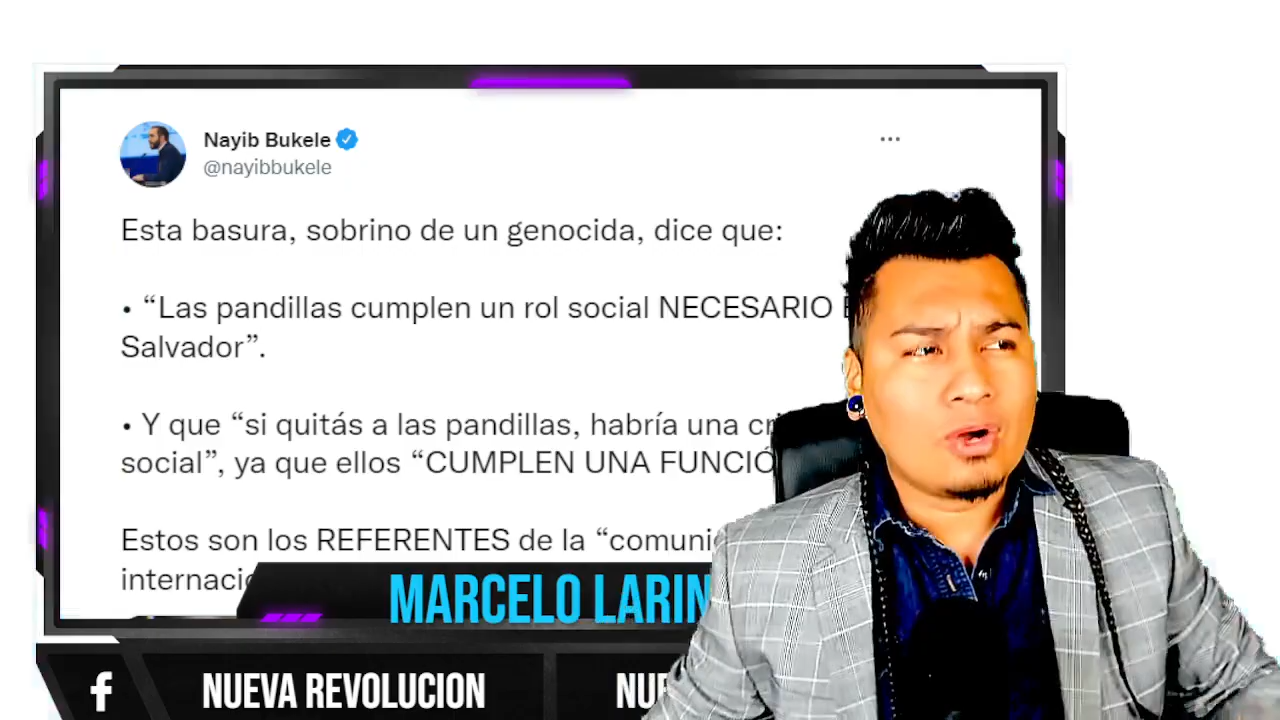 Nayib Bukele
@nayibbukele
Esta basura, sobrino de un genocida, dice que:
• “Las pandillas cumplen un rol social NECESARIO
Salvador”.
• Y que “si quitás a las pandillas, habría una
social”, ya que ellos “CUMPLEN UNA
Estos son los REFERENTES de la
MARCELO LARIN
f NUEVA REVOLUCION